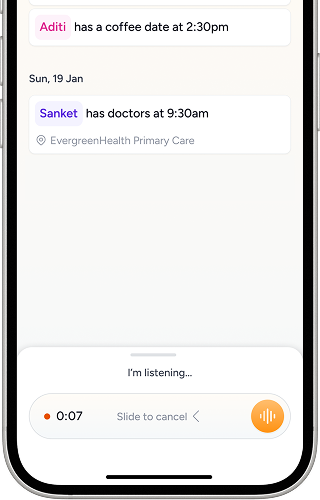 Aditi has a coffee date at 2:30pm
Sun, 19 Jan
Sanket has doctors at 9:30am
EvergreenHealth Primary Care
I'm listening...
0:07 Slide to cancel